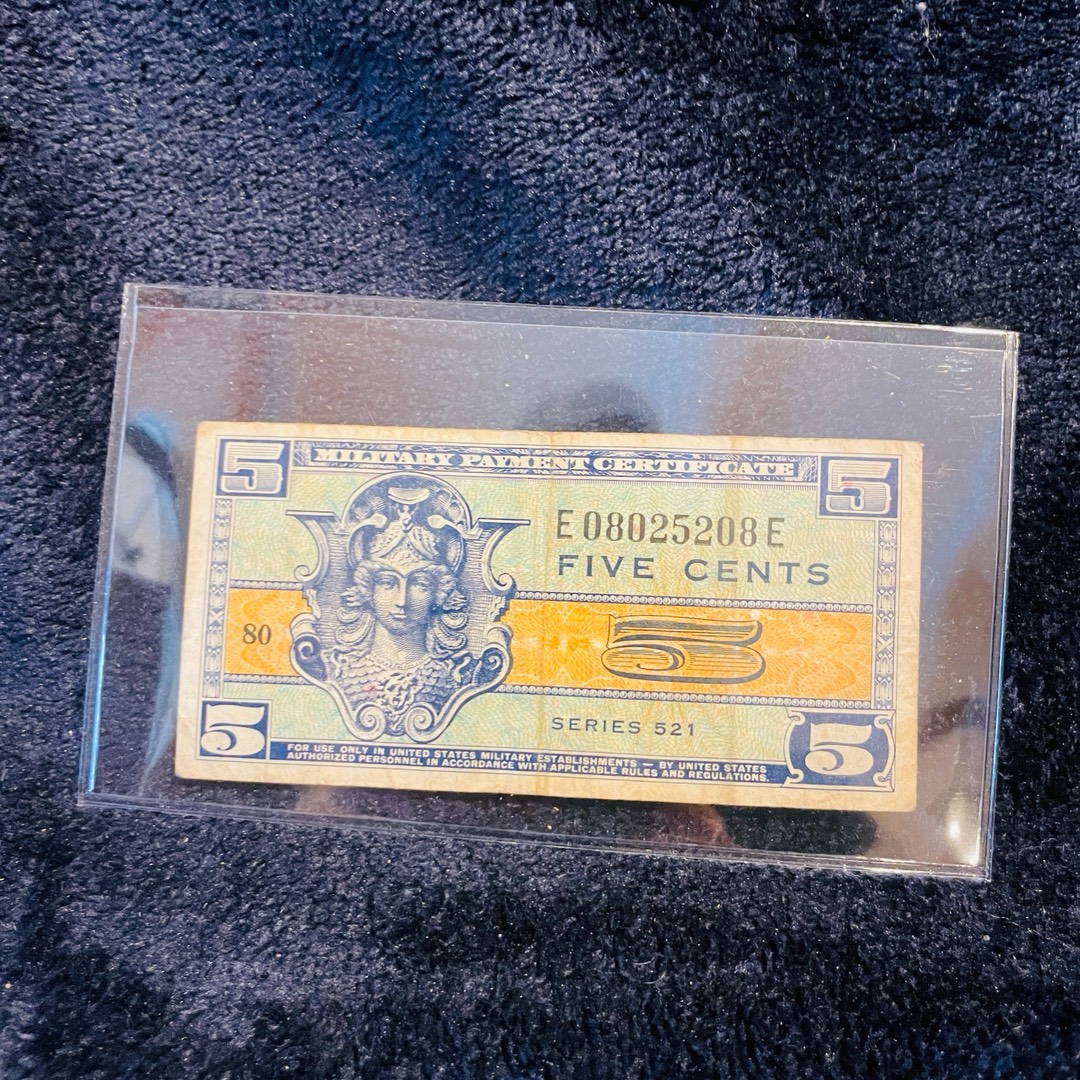 5 MILITARY PAYMENT CERTIFICATE 5
E08025208E
FIVE CENTS
80 5
SERIES 521
5 FOR USE ONLY IN UNITED STATES MILITARY ESTABLISHMENTS — BY UNITED STATES 5
AUTHORIZED PERSONNEL IN ACCORDANCE WITH APPLICABLE RULES AND REGULATIONS.